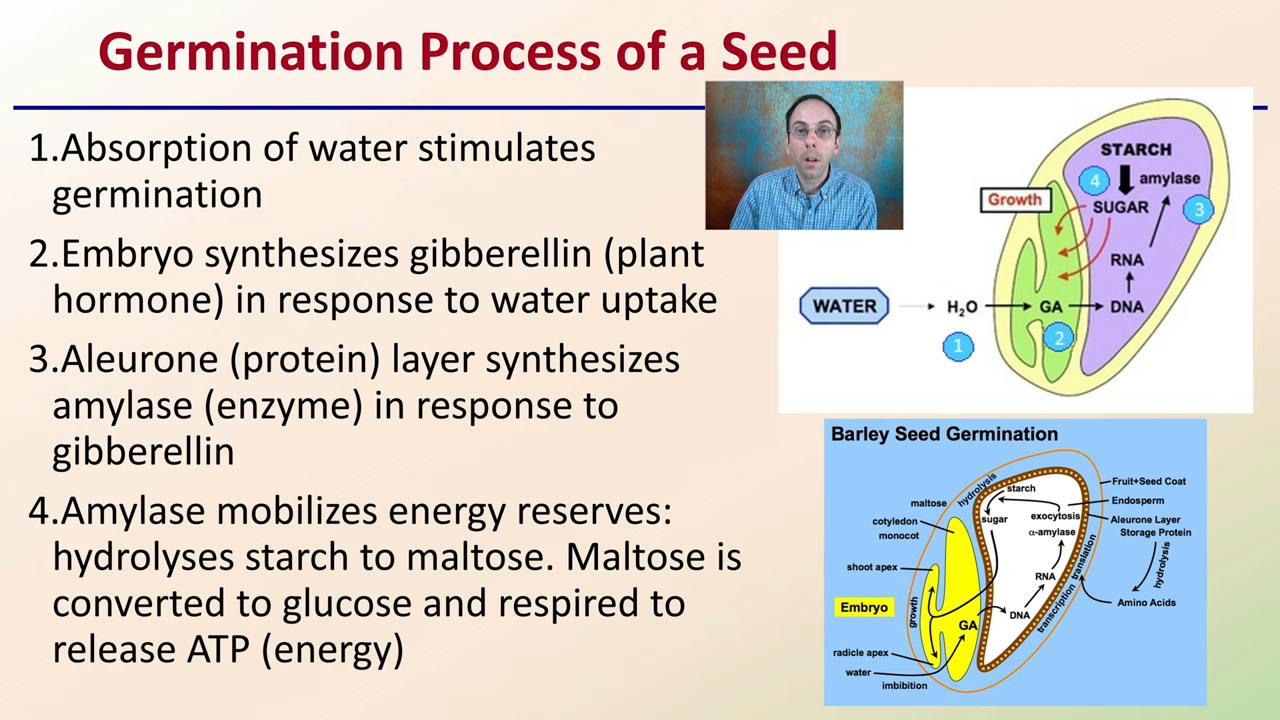 Germination Process of a Seed
1.Absorption of water stimulates
germination
2.Embryo synthesizes gibberellin (plant
hormone) in response to water uptake
3.Aleurone (protein) layer synthesizes
amylase (enzyme) in response to
gibberellin
4.Amylase mobilizes energy reserves:
hydrolyses starch to maltose. Maltose is
converted to glucose and respired to
release ATP (energy)
STARCH
4
amylase
Growth
SUGAR
3
RNA
WATER
H₂O
GA
DNA
1
2
Barley Seed Germination
hydrolysis
starch
Fruit+Seed Coat
maltose
Endosperm
cotyledon
sugar
exocytosis
Aleurone Layer
monocot
α-amylase
Storage Protein
shoot apex
translation
hydrolysis
RNA
Embryo
growth
DNA
transcription
Amino Acids
GA
radicle apex
water
imbibition